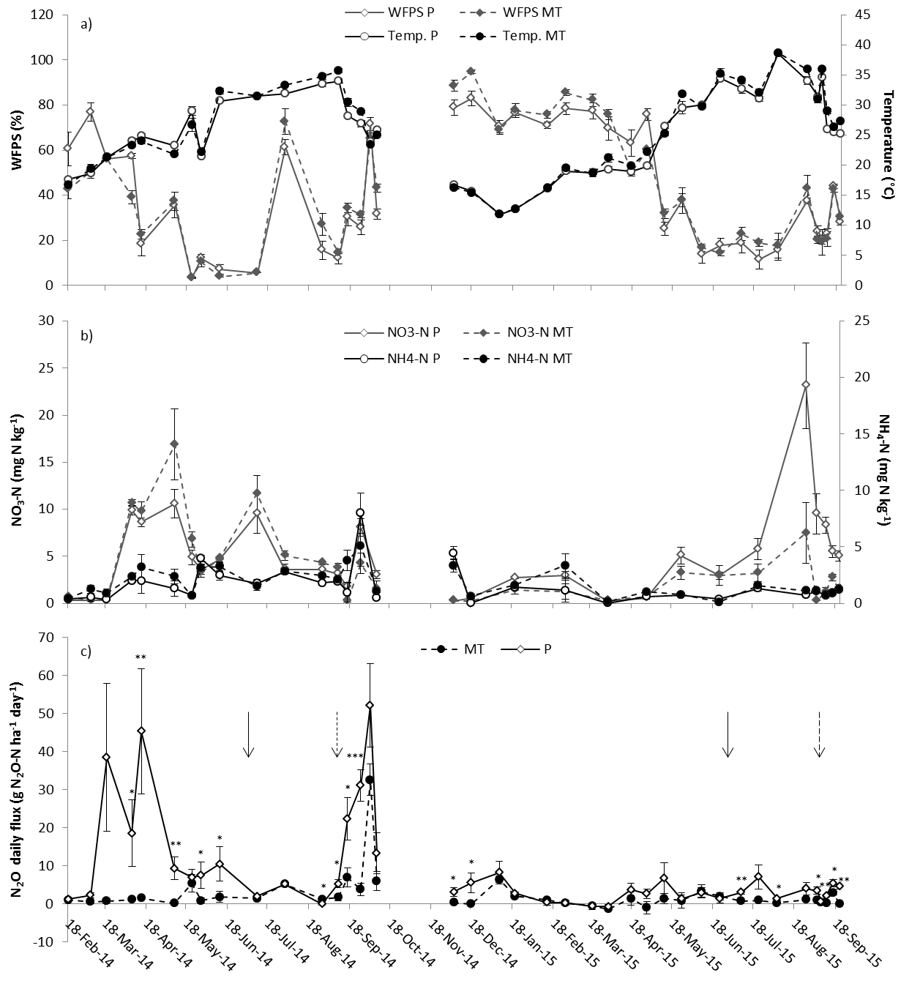 a)
WFPS P WFPS MT
Temp. P Temp. MT
WFPS (%)
120
100
80
60
40
20
0
Temperature (˚C)
45
40
35
30
25
20
15
10
5
0
b)
NO3-N P NO3-N MT
NH4-N P NH4-N MT
NO₃-N (mg N kg⁻¹)
30
25
20
15
10
5
0
NH₄-N (mg N kg⁻¹)
25
20
15
10
5
0
c)
MT P
N₂O daily flux (g N₂O-N ha⁻¹ day⁻¹)
70
60
50
40
30
20
10
0
-10
*
**
**
*
*
*
*
*
***
*
*
**
*
*
**
*
**
18-Feb-14
18-Mar-14
18-Apr-14
18-May-14
18-Jun-14
18-Jul-14
18-Aug-14
18-Sep-14
18-Oct-14
18-Nov-14
18-Dec-14
18-Jan-15
18-Feb-15
18-Mar-15
18-Apr-15
18-May-15
18-Jun-15
18-Jul-15
18-Aug-15
18-Sep-15